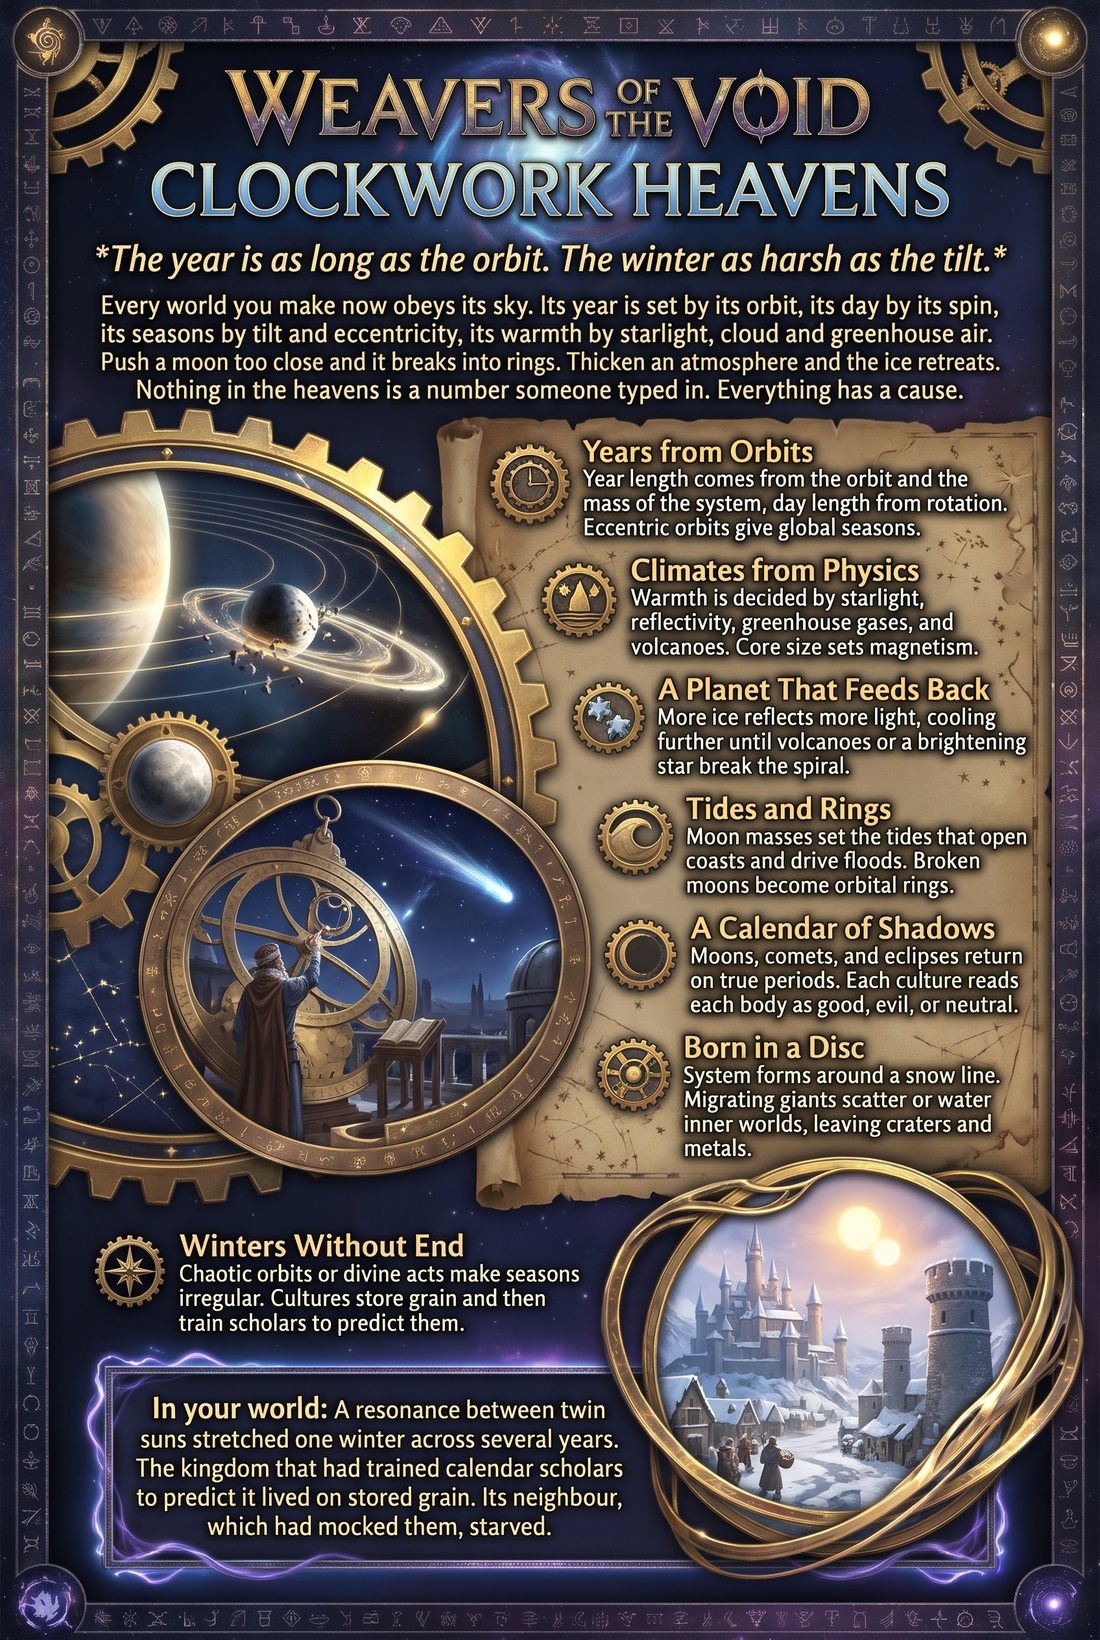 WEAVERS OF THE VOID
CLOCKWORK HEAVENS
*The year is as long as the orbit. The winter as harsh as the tilt.*
Every world you make now obeys its sky. Its year is set by its orbit, its day by its spin,
its seasons by tilt and eccentricity, its warmth by starlight, cloud and greenhouse air.
Push a moon too close and it breaks into rings. Thicken an atmosphere and the ice retreats.
Nothing in the heavens is a number someone typed in. Everything has a cause.
Years from Orbits
Year length comes from the orbit and the
mass of the system, day length from rotation.
Eccentric orbits give global seasons.
Climates from Physics
Warmth is decided by starlight,
reflectivity, greenhouse gases, and
volcanoes. Core size sets magnetism.
A Planet That Feeds Back
More ice reflects more light, cooling
further until volcanoes or a brightening
star break the spiral.
Tides and Rings
Moon masses set the tides that open
coasts and drive floods. Broken
moons become orbital rings.
A Calendar of Shadows
Moons, comets, and eclipses return
on true periods. Each culture reads
each body as good, evil, or neutral.
Born in a Disc
System forms around a snow line.
Migrating giants scatter or water
inner worlds, leaving craters and
metals.
Winters Without End
Chaotic orbits or divine acts make seasons
irregular. Cultures store grain and then
train scholars to predict them.
In your world: A resonance between twin
suns stretched one winter across several years.
The kingdom that had trained calendar scholars
to predict it lived on stored grain. Its neighbour,
which had mocked them, starved.